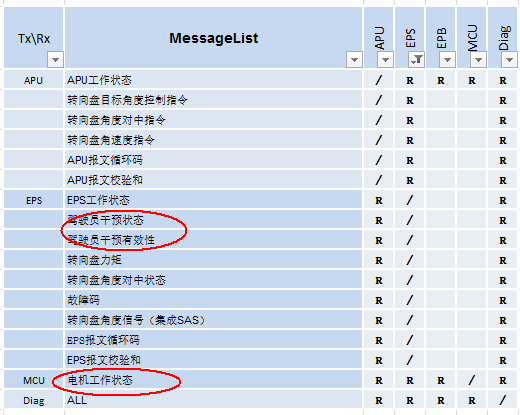 Tx\Rx MessageList APU EPS EPB MCU Diag
APU APU工作状态 / R R R R
转向盘目标角度控制指令 / R R
转向盘角度对中指令 / R R
转向盘角速度指令 / R R
APU报文循环码 / R R
APU报文校验和 / R R
EPS EPS工作状态 R / R
驾驶员干预状态 R / R
驾驶员干预有效性 R / R
转向盘力矩 R / R
转向盘角度对中状态 R / R
故障码 R / R
转向盘角度信号（集成SAS） R / R
EPS报文循环码 R / R
EPS报文校验和 R / R
MCU 电机工作状态 R R R / R
Diag ALL R R R R /